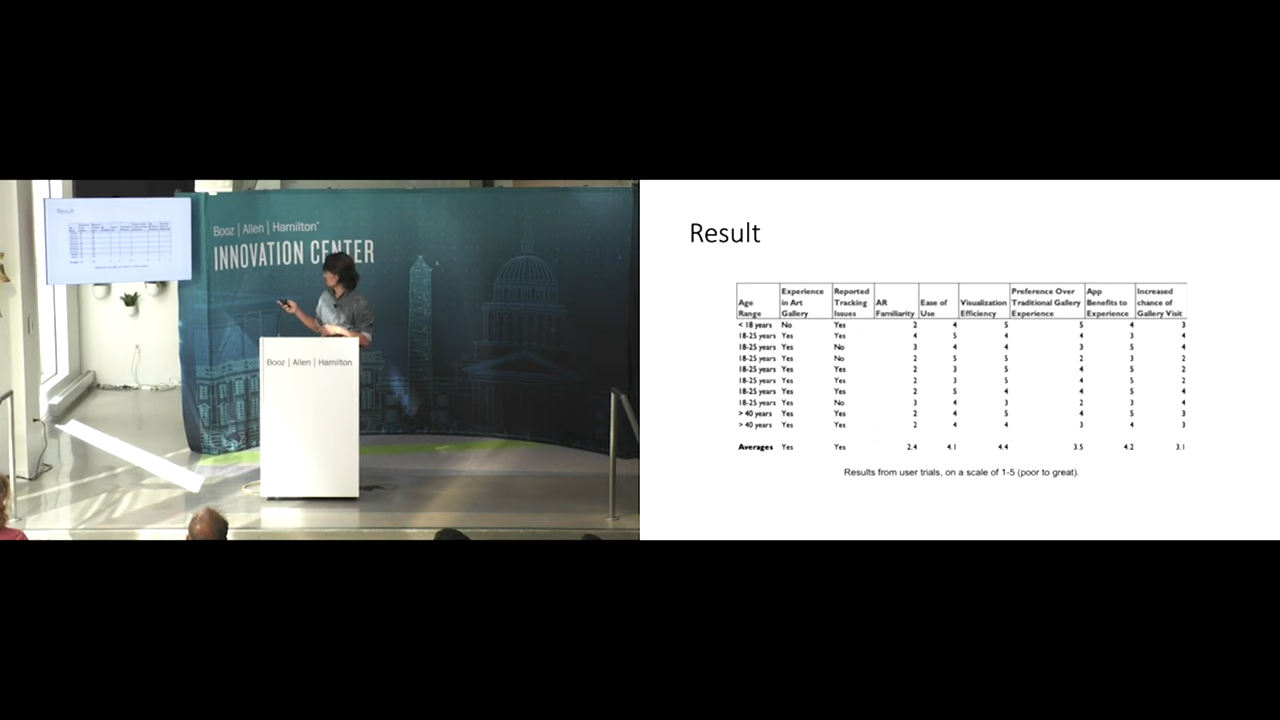 Result
Booz | Allen | Hamilton®
INNOVATION CENTER
Booz | Allen | Hamilton
Result
Age Range | Experience in Art Gallery | Reported Tracking Issues | AR Familiarity | Ease of Use | Visualization Efficiency | Preference Over Traditional Gallery Experience | App Benefits to Experience | Increased chance of Gallery Visit
< 18 years No Yes 2 4 5 5 4 3
18-25 years Yes Yes 4 5 4 4 3 4
18-25 years Yes No 3 4 4 3 5 4
18-25 years Yes No 2 5 5 2 3 2
18-25 years Yes Yes 2 3 5 4 5 2
18-25 years Yes Yes 2 3 5 4 5 2
18-25 years Yes Yes 2 5 4 4 5 4
18-25 years Yes No 3 4 3 2 3 4
> 40 years Yes Yes 2 4 5 4 5 3
> 40 years Yes Yes 2 4 4 3 4 3
Averages Yes Yes 2.4 4.1 4.4 3.5 4.2 3.1
Results from user trials, on a scale of 1-5 (poor to great).